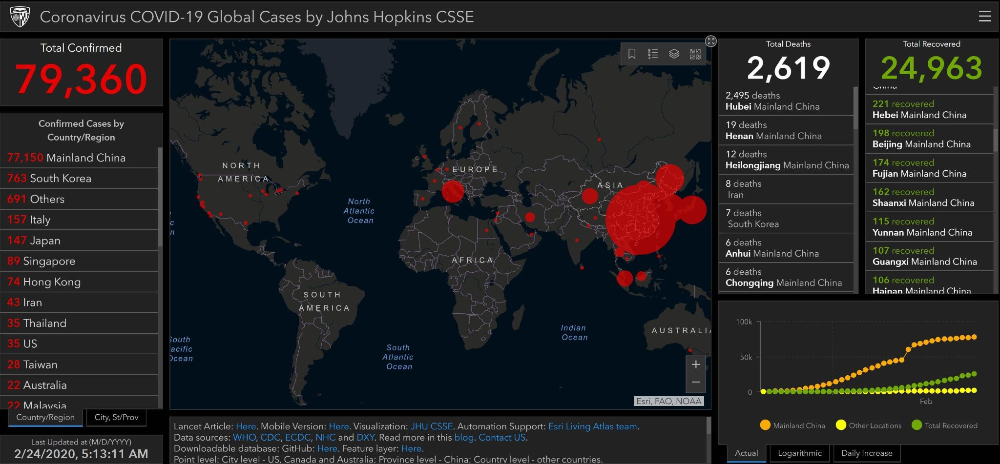 Coronavirus COVID-19 Global Cases by Johns Hopkins CSSE
Total Confirmed
79,360
Confirmed Cases by
Country/Region
77,150 Mainland China
763 South Korea
691 Others
157 Italy
147 Japan
89 Singapore
74 Hong Kong
43 Iran
35 Thailand
35 US
28 Taiwan
22 Australia
22 Malaysia
Country/Region
City, St/Prov
Last Updated at (M/D/YYYY)
2/24/2020, 5:13:11 AM
NORTH
AMERICA
EUROPE
ASIA
North
Atlantic
Ocean
c
n
AFRICA
SOUTH
AMERICA
Indian
Ocean
AUSTRALIA
South
Pacific
Ocean
South
Atlantic
Ocean
+
−
Esri, FAO, NOAA
Lancet Article: Here. Mobile Version: Here. Visualization: JHU CSSE. Automation Support: Esri Living Atlas team.
Data sources: WHO, CDC, ECDC, NHC and DXY. Read more in this blog. Contact US.
Downloadable database: GitHub: Here. Feature layer: Here.
Point level: City level - US, Canada and Australia; Province level - China; Country level - other countries.
Total Deaths
2,619
2,495 deaths
Hubei Mainland China
19 deaths
Henan Mainland China
12 deaths
Heilongjiang Mainland China
8 deaths
Iran
7 deaths
South Korea
6 deaths
Anhui Mainland China
6 deaths
Chongqing Mainland China
Total Recovered
24,963
China
221 recovered
Hebei Mainland China
198 recovered
Beijing Mainland China
174 recovered
Fujian Mainland China
162 recovered
Shaanxi Mainland China
115 recovered
Yunnan Mainland China
107 recovered
Guangxi Mainland China
106 recovered
Hainan Mainland China
100k
50k
0
Feb
Mainland China
Other Locations
Total Recovered
Actual
Logarithmic
Daily Increase